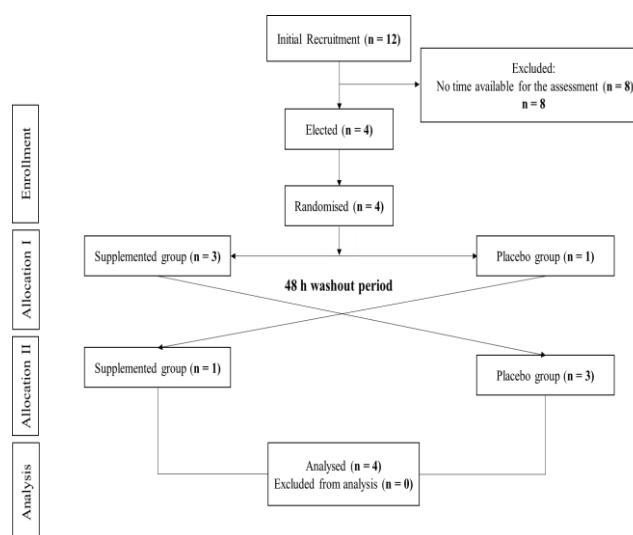 Initial Recruitment (n = 12)
Excluded:
No time available for the assessment (n = 8)
n = 8
Enrollment
Elected (n = 4)
Randomised (n = 4)
Allocation I
Supplemented group (n = 3)
Placebo group (n = 1)
48 h washout period
Allocation II
Supplemented group (n = 1)
Placebo group (n = 3)
Analysis
Analysed (n = 4)
Excluded from analysis (n = 0)